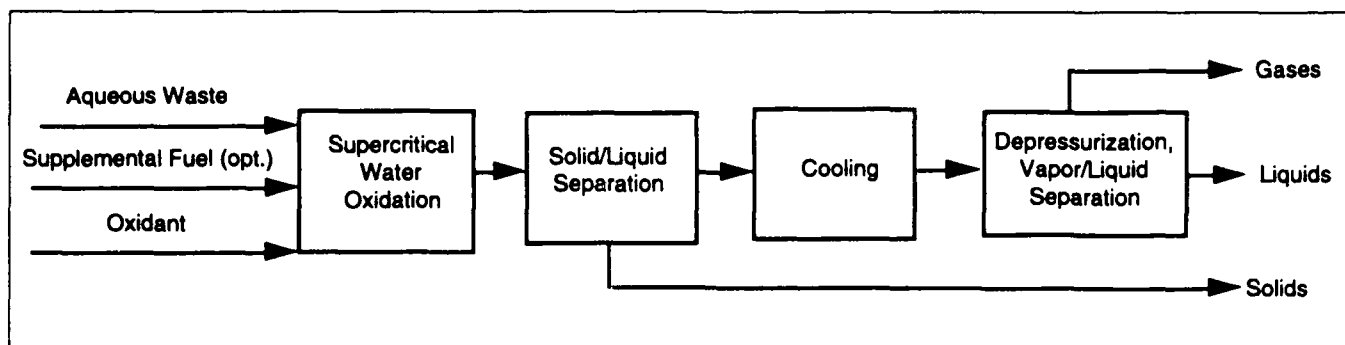 Aqueous Waste
Supplemental Fuel (opt.)
Oxidant
Supercritical
Water
Oxidation
Solid/Liquid
Separation
Cooling
Depressurization,
Vapor/Liquid
Separation
Gases
Liquids
Solids